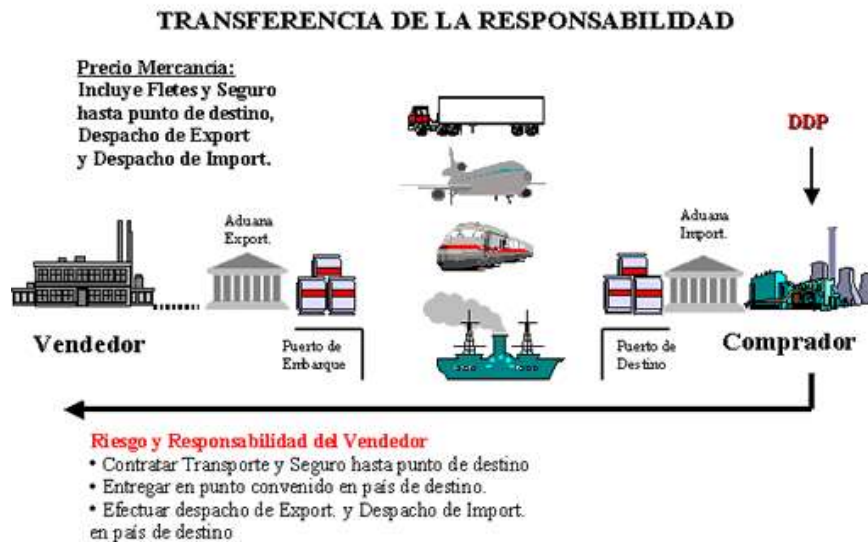 TRANSFERENCIA DE LA RESPONSABILIDAD
Precio Mercancía:
Incluye Fletes y Seguro
hasta punto de destino,
Despacho de Export
y Despacho de Import.
DDP
Aduana
Export.
Aduana
Import.
Vendedor
Puerto de
Embarque
Puerto de
Destino
Comprador
Riesgo y Responsabilidad del Vendedor
• Contratar Transporte y Seguro hasta punto de destino
• Entregar en punto convenido en país de destino.
• Efectuar despacho de Export. y Despacho de Import.
en país de destino